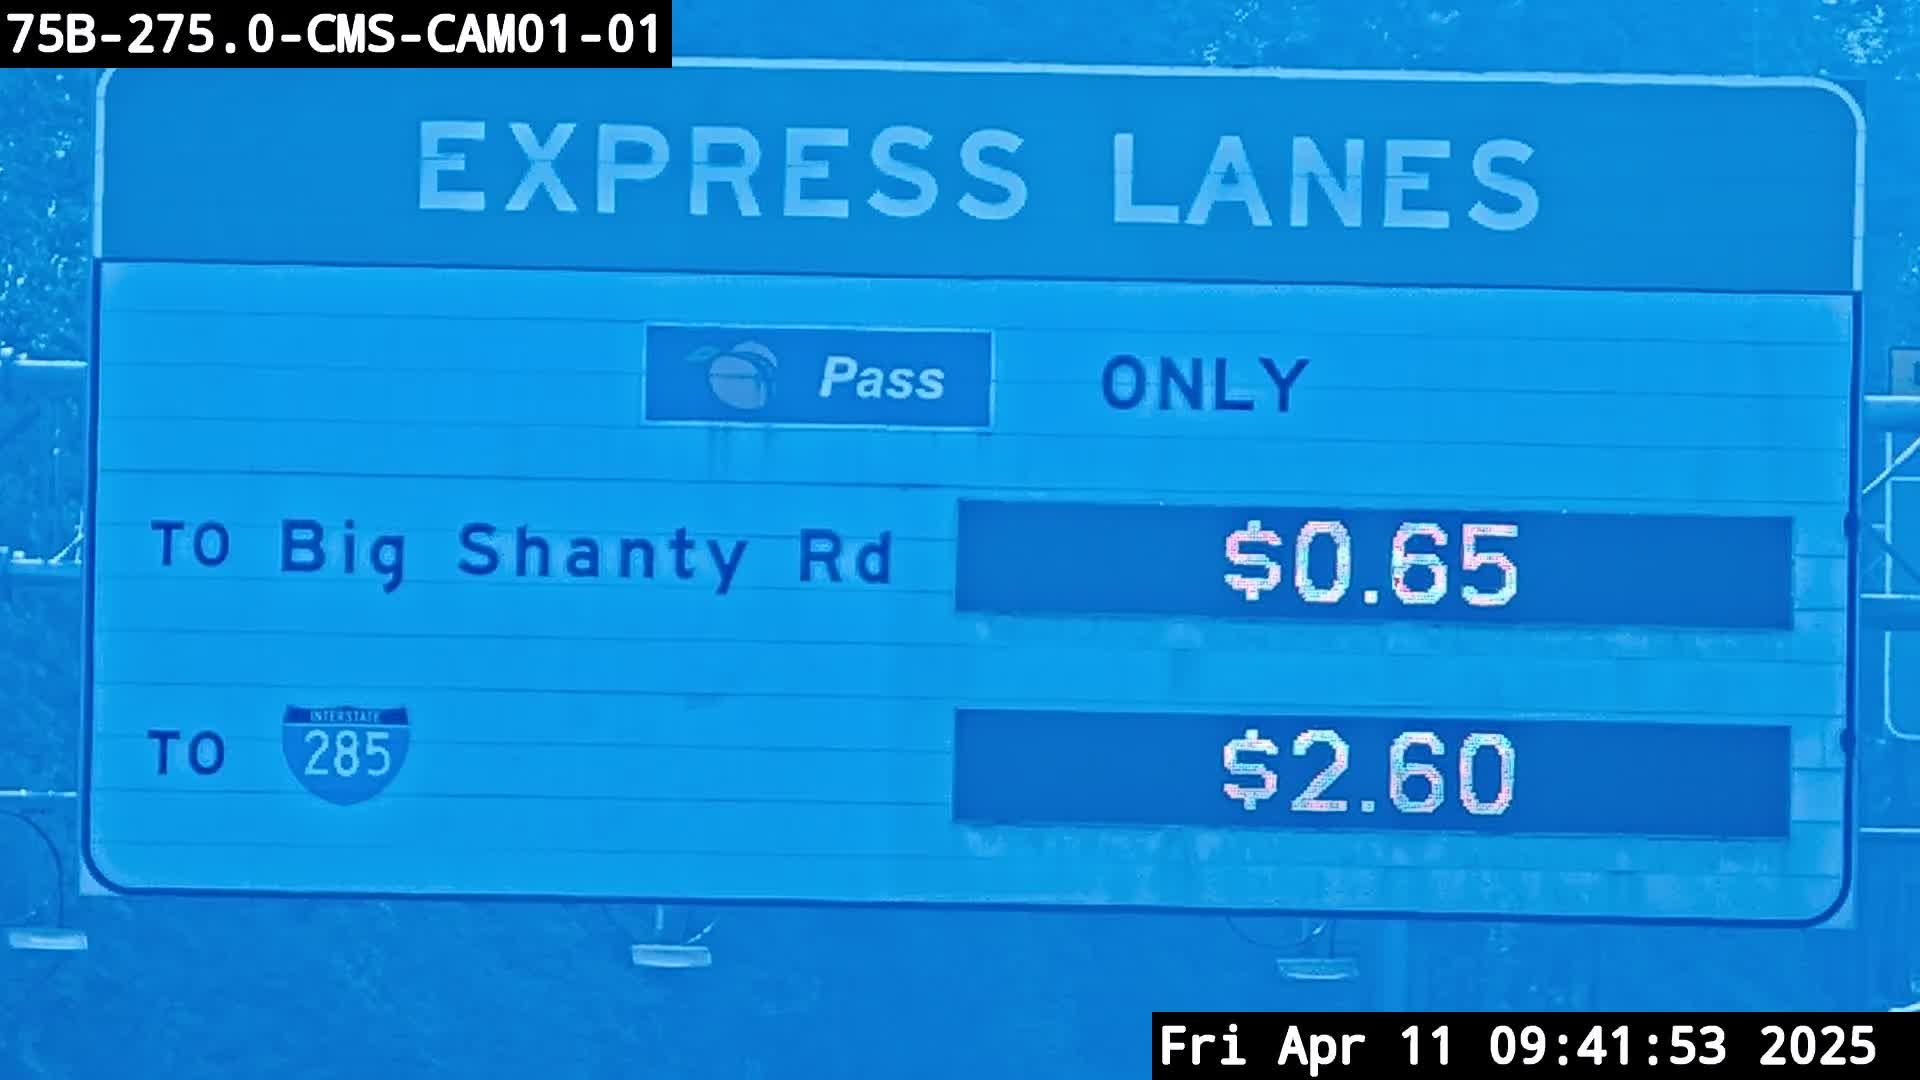 75B-275.0-CMS-CAM01-01
EXPRESS LANES
Pass ONLY
TO Big Shanty Rd $0.65
INTERSTATE
TO 285 $2.60
Fri Apr 11 09:41:53 2025